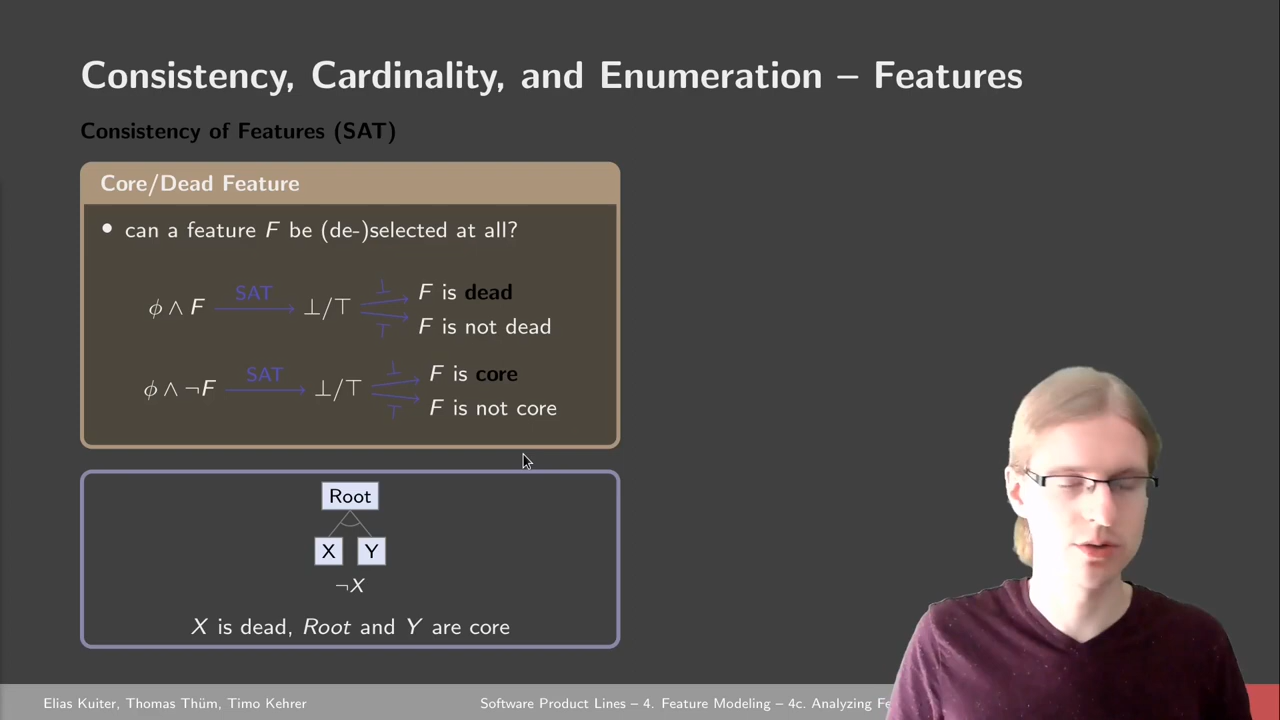 Consistency, Cardinality, and Enumeration – Features
Consistency of Features (SAT)
Core/Dead Feature
• can a feature F be (de-)selected at all?
ϕ ∧ F SAT ⊥/⊤ ⊥ F is dead
⊤ F is not dead
ϕ ∧ ¬F SAT ⊥/⊤ ⊥ F is core
⊤ F is not core
Root
X Y
¬X
X is dead, Root and Y are core
Elias Kuiter, Thomas Thüm, Timo Kehrer Software Product Lines – 4. Feature Modeling – 4c. Analyzing